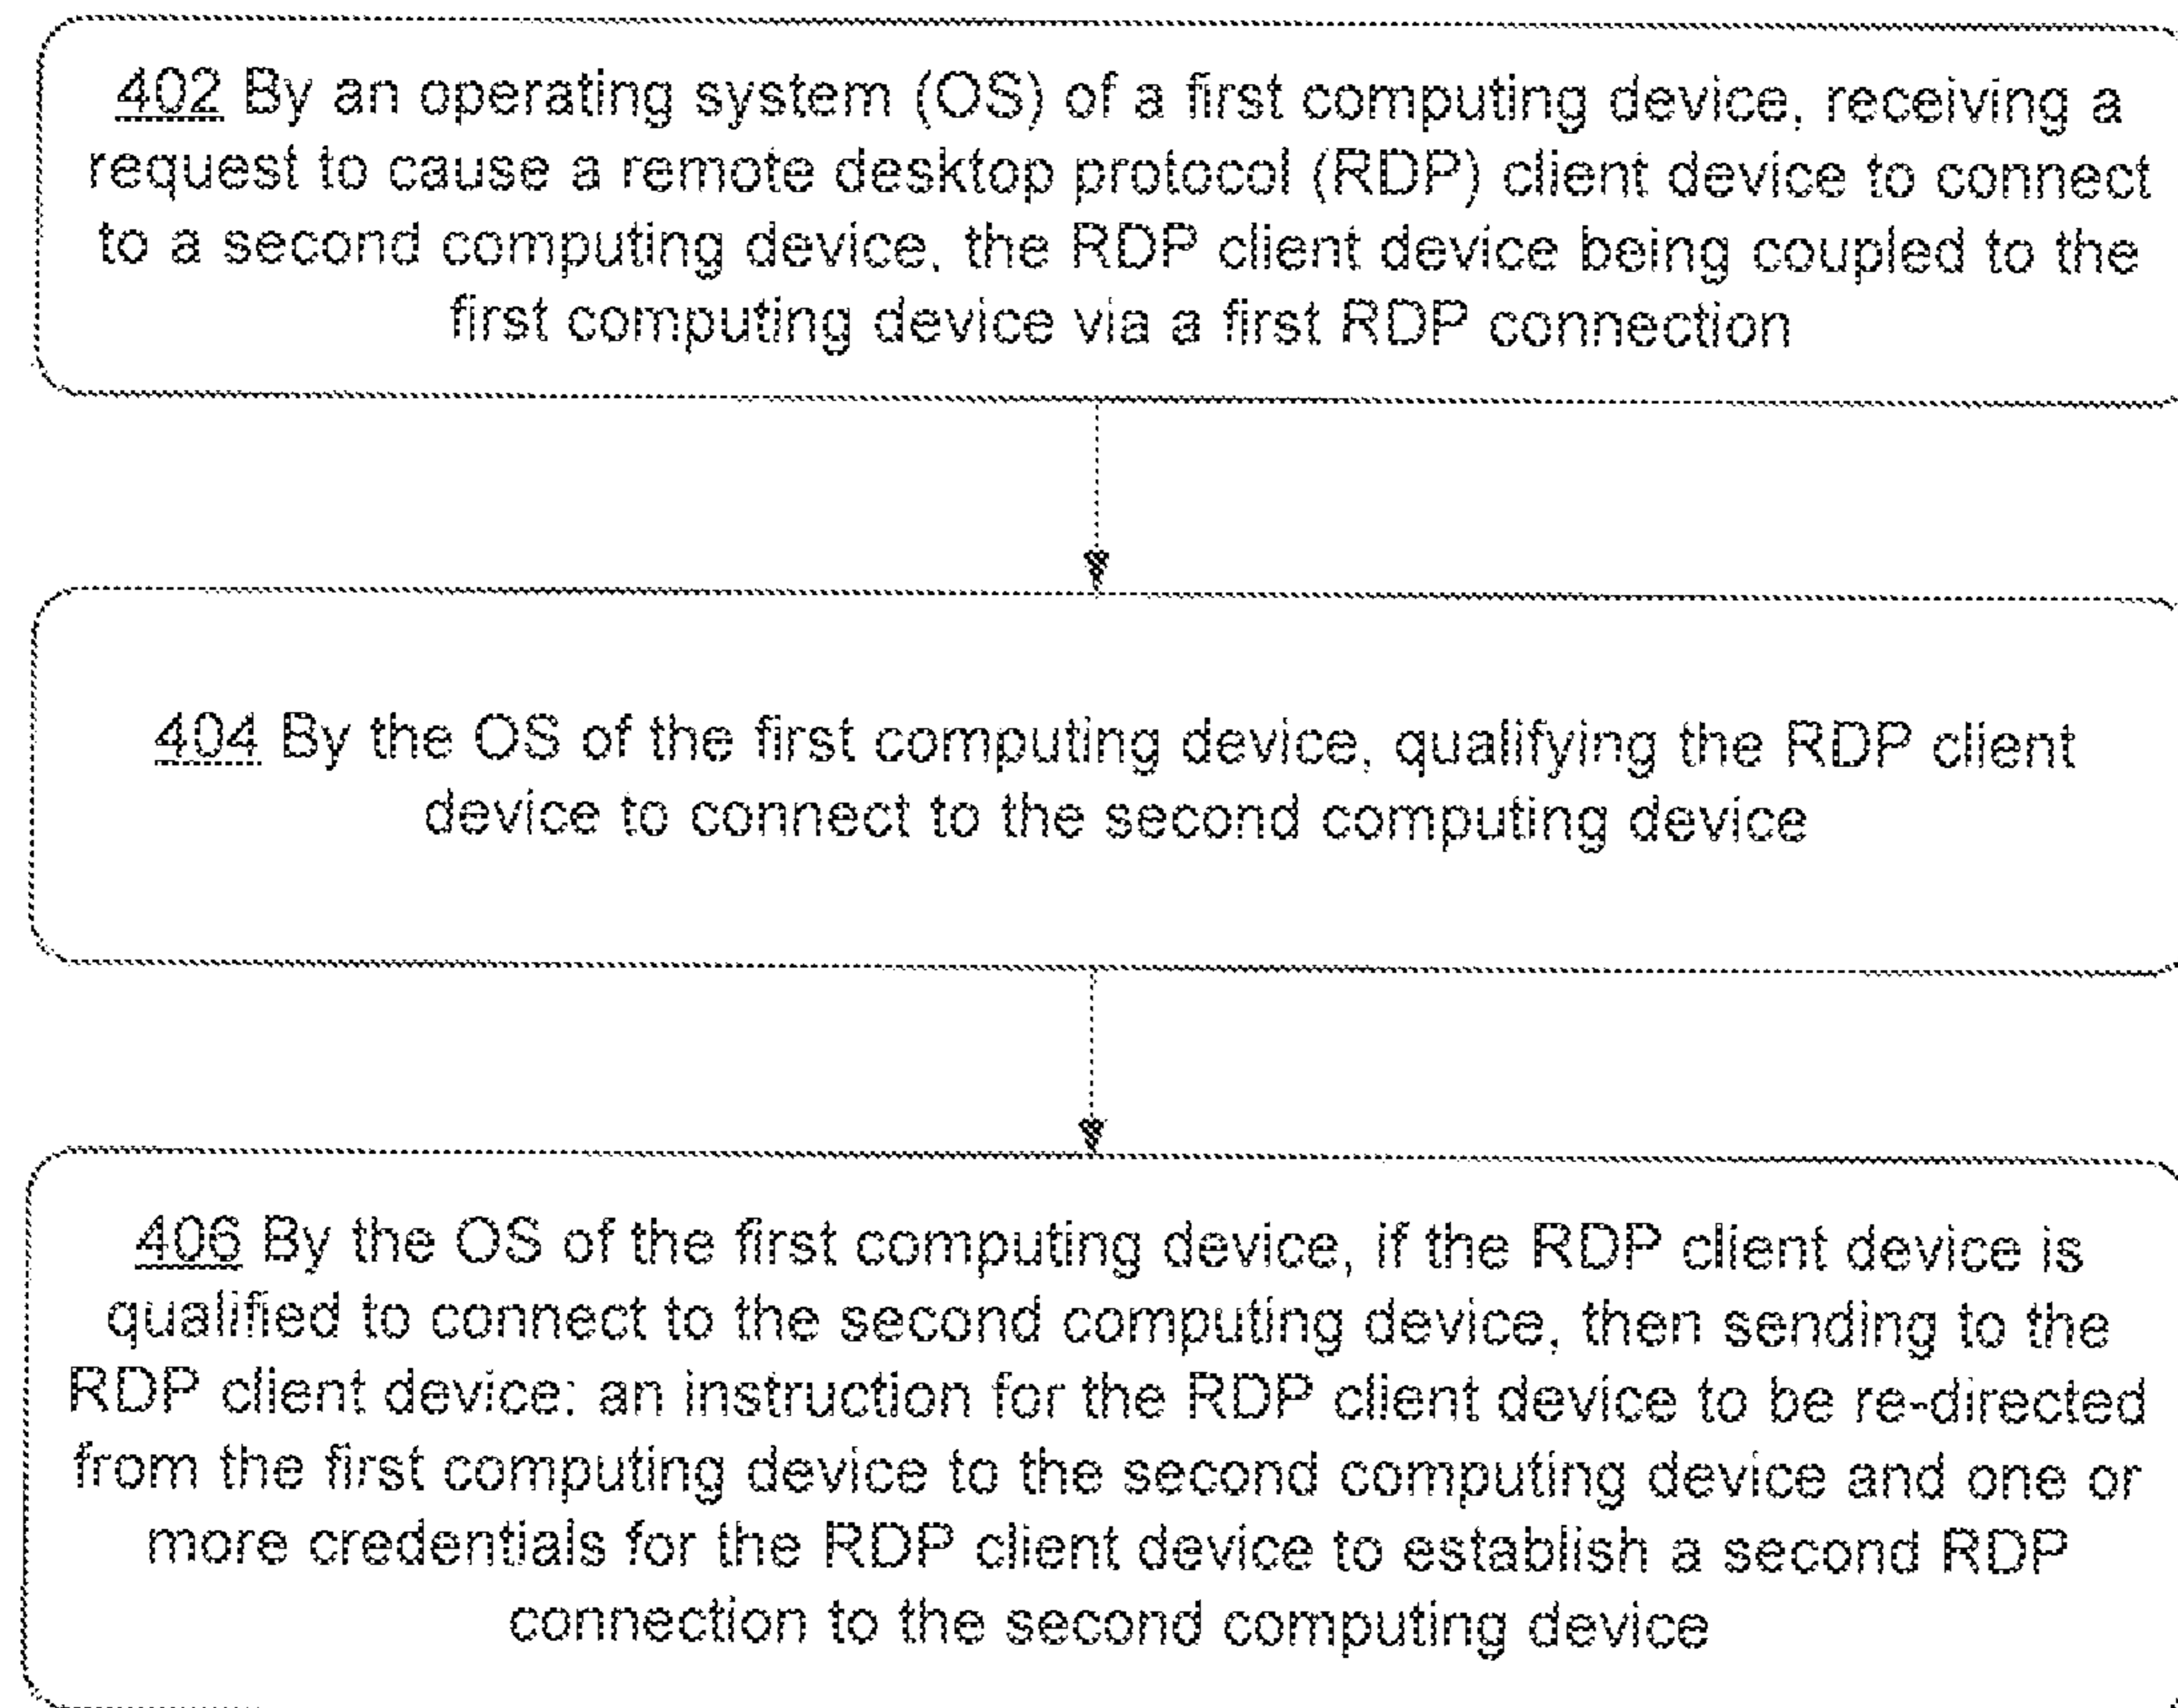 402 By an operating system (OS) of a first computing device, receiving a
request to cause a remote desktop protocol (RDP) client device to connect
to a second computing device, the RDP client device being coupled to the
first computing device via a first RDP connection
404 By the OS of the first computing device, qualifying the RDP client
device to connect to the second computing device
406 By the OS of the first computing device, if the RDP client device is
qualified to connect to the second computing device, then sending to the
RDP client device: an instruction for the RDP client device to be re-directed
from the first computing device to the second computing device and one or
more credentials for the RDP client device to establish a second RDP
connection to the second computing device